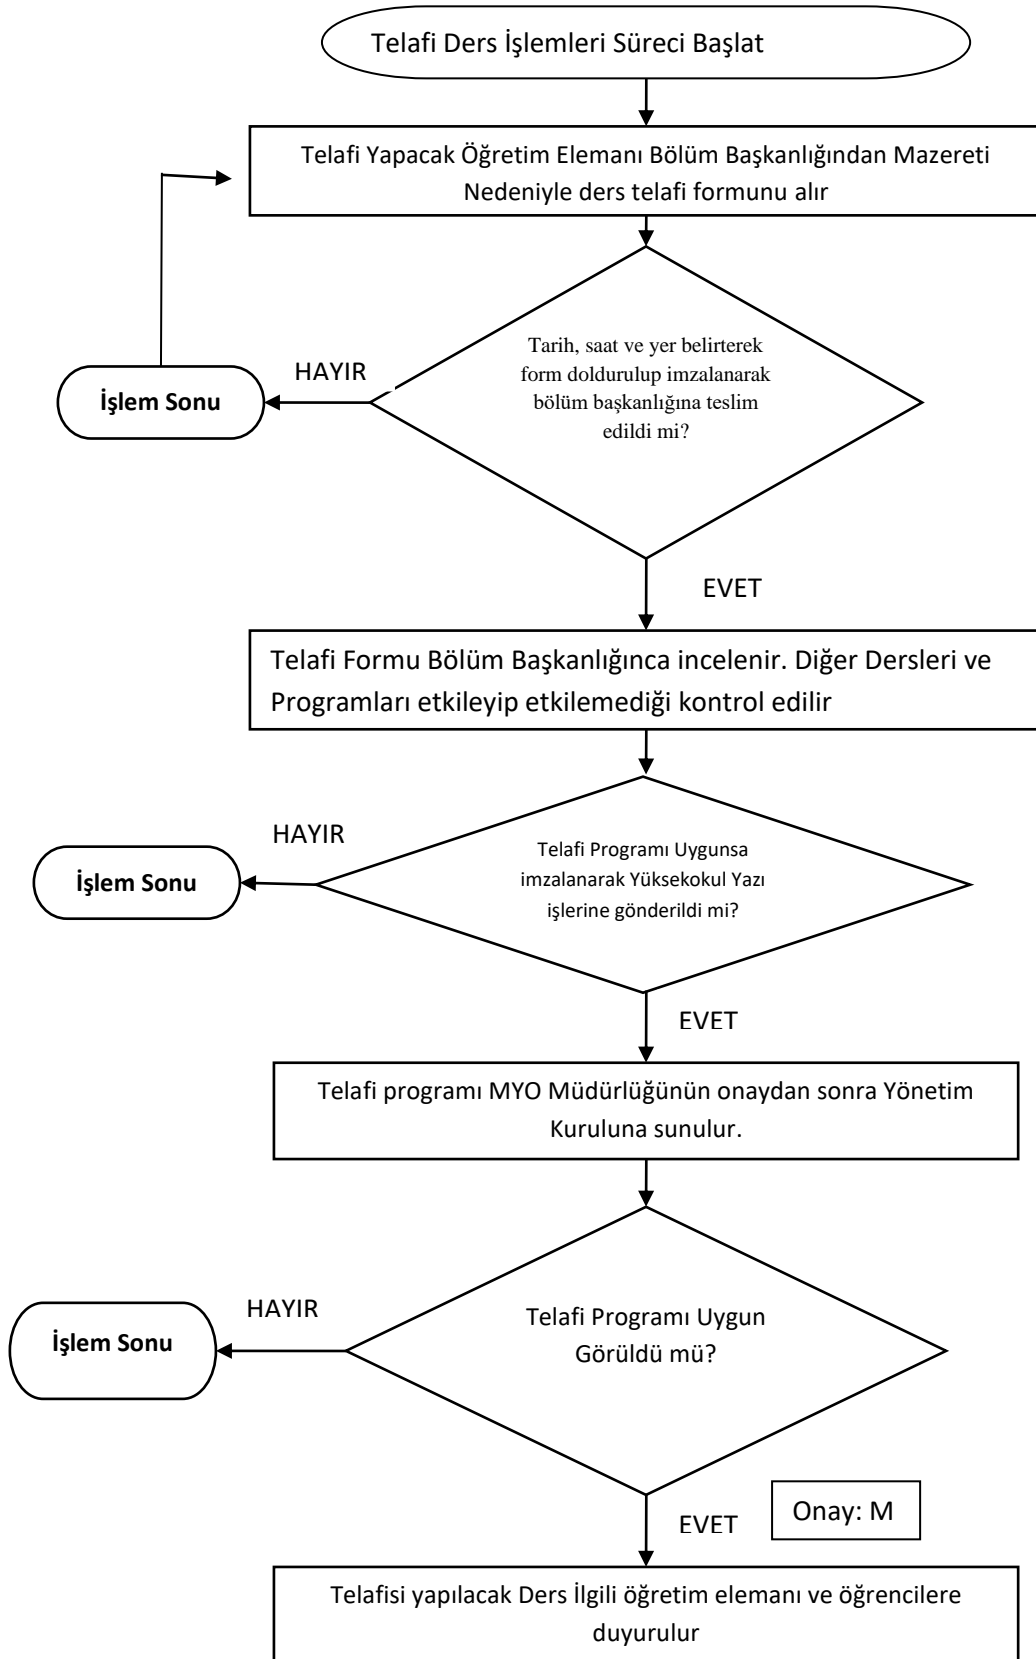 Telafi Ders İşlemleri Süreci Başlat
Telafi Yapacak Öğretim Elemanı Bölüm Başkanlığından Mazereti
Nedeniyle ders telafi formunu alır
Tarih, saat ve yer belirterek
form doldurulup imzalanarak
bölüm başkanlığına teslim
edildi mi?
HAYIR
İşlem Sonu
EVET
Telafi Formu Bölüm Başkanlığınca incelenir. Diğer Dersleri ve
Programları etkileyip etkilemediği kontrol edilir
HAYIR
Telafi Programı Uygunsa
imzalanarak Yüksekokul Yazı
işlerine gönderildi mi?
İşlem Sonu
EVET
Telafi programı MYO Müdürlüğünün onaydan sonra Yönetim
Kuruluna sunulur.
HAYIR
Telafi Programı Uygun
Görüldü mü?
İşlem Sonu
EVET
Onay: M
Telafisi yapılacak Ders İlgili öğretim elemanı ve öğrencilere
duyurulur